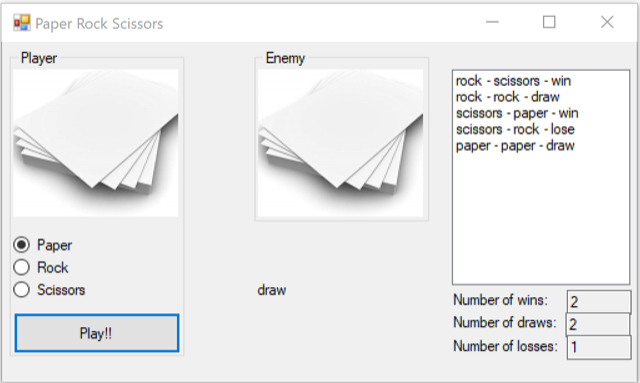 Paper Rock Scissors
Player
Enemy
rock - scissors - win
rock - rock - draw
scissors - paper - win
scissors - rock - lose
paper - paper - draw
Paper
Rock
Scissors
draw
Play!!
Number of wins: 2
Number of draws: 2
Number of losses: 1